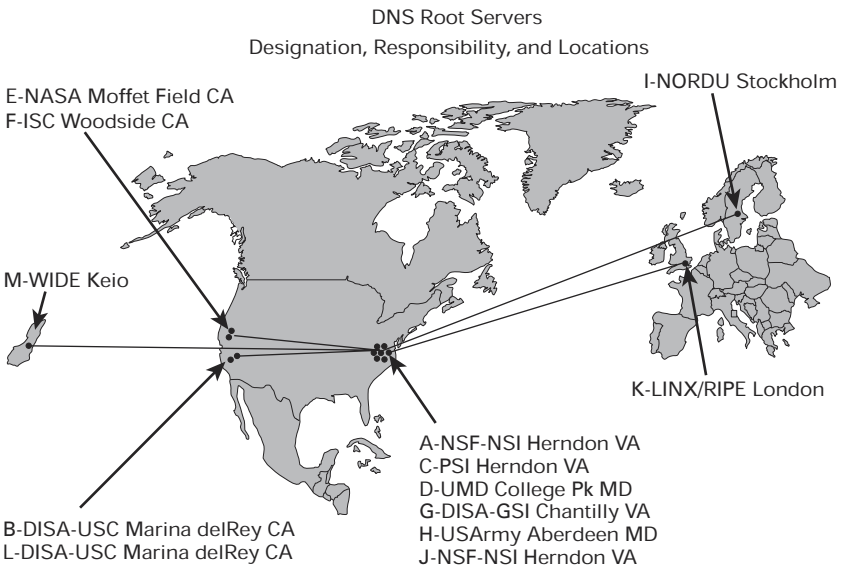 DNS Root Servers
Designation, Responsibility, and Locations
E-NASA Moffet Field CA
F-ISC Woodside CA
I-NORDU Stockholm
M-WIDE Keio
K-LINX/RIPE London
A-NSF-NSI Herndon VA
C-PSI Herndon VA
D-UMD College Pk MD
G-DISA-GSI Chantilly VA
H-USArmy Aberdeen MD
J-NSF-NSI Herndon VA
B-DISA-USC Marina delRey CA
L-DISA-USC Marina delRey CA